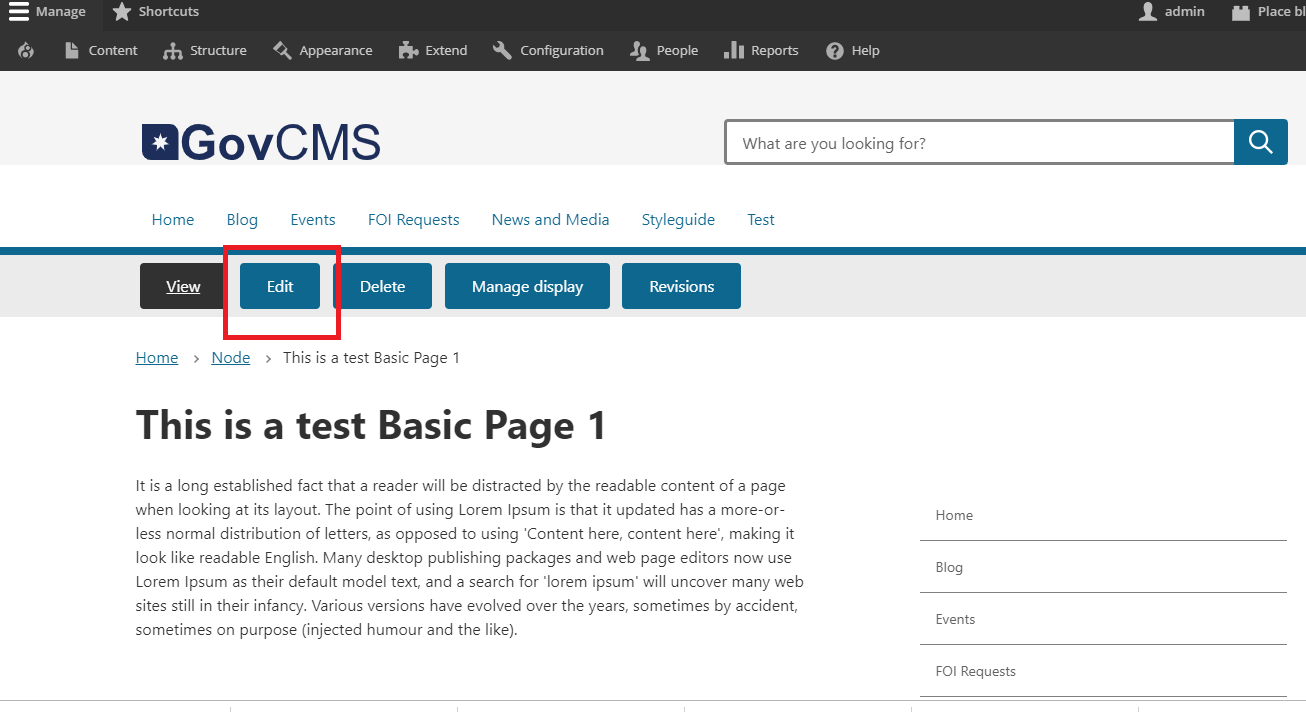 Manage Shortcuts admin Place bl
Content Structure Appearance Extend Configuration People Reports Help
GovCMS What are you looking for?
Home Blog Events FOI Requests News and Media Styleguide Test
View Edit Delete Manage display Revisions
Home › Node › This is a test Basic Page 1
This is a test Basic Page 1
It is a long established fact that a reader will be distracted by the readable content of a page
when looking at its layout. The point of using Lorem Ipsum is that it updated has a more-or-
less normal distribution of letters, as opposed to using 'Content here, content here', making it
look like readable English. Many desktop publishing packages and web page editors now use
Lorem Ipsum as their default model text, and a search for 'lorem ipsum' will uncover many web
sites still in their infancy. Various versions have evolved over the years, sometimes by accident,
sometimes on purpose (injected humour and the like).
Home
Blog
Events
FOI Requests